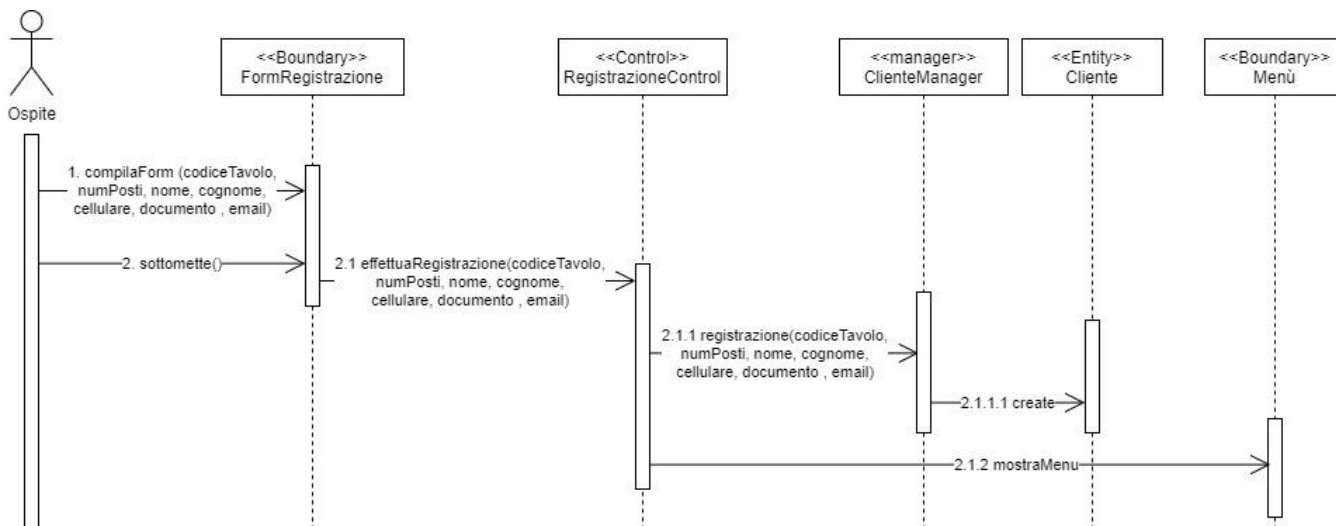 Ospite
<<Boundary>>
FormRegistrazione
<<Control>>
RegistrazioneControl
<<manager>>
ClienteManager
<<Entity>>
Cliente
<<Boundary>>
Menù
1. compilaForm (codiceTavolo,
numPosti, nome, cognome,
cellulare, documento , email)
2. sottomette()
2.1 effettuaRegistrazione(codiceTavolo,
numPosti, nome, cognome,
cellulare, documento , email)
2.1.1 registrazione(codiceTavolo,
numPosti, nome, cognome,
cellulare, documento , email)
2.1.1.1 create
2.1.2 mostraMenu